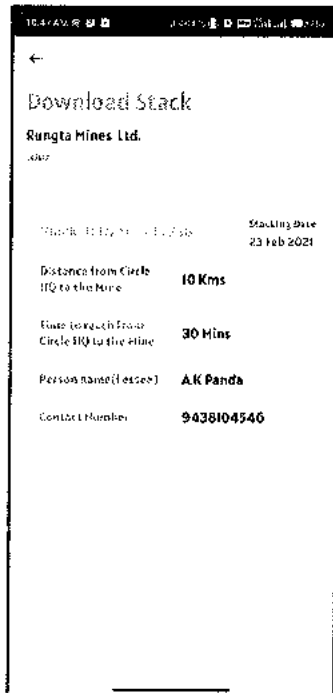 ←
Download Stack
Rungta Mines Ltd.
Stacking Date
23 Feb 2021
Distance from Circle
HQ to the Mine
10 Kms
Time to reach from
Circle HQ to the Mine
30 Mins
Person name(Lessee)
A.K Panda
Contact Number
9438104546